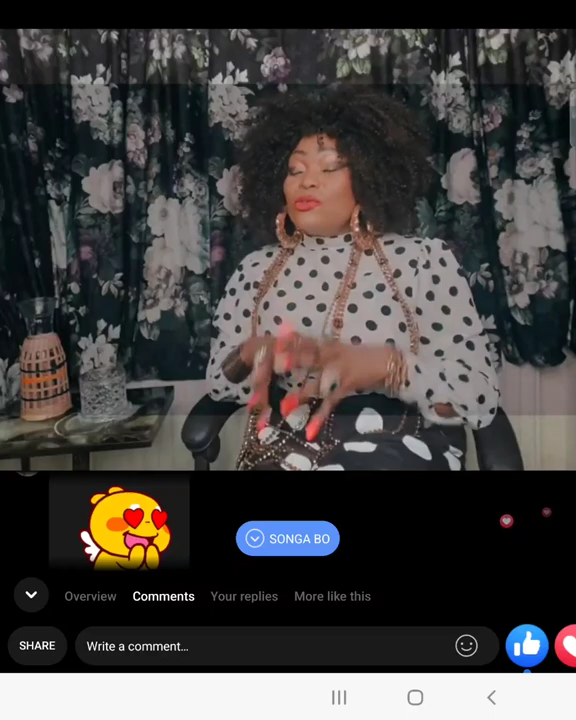 SONGA BO
Overview
Comments
Your replies
More like this
SHARE
Write a comment...